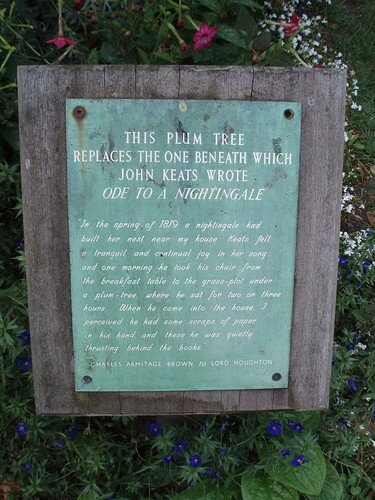 THIS PLUM TREE
REPLACES THE ONE BENEATH WHICH
JOHN KEATS WROTE
ODE TO A NIGHTINGALE
In the spring of 1819 a nightingale had
built her nest near my house Keats felt
a tranquil and continual joy in her song
and one morning he took his chair from
the breakfast table to the grass-plot under
a plum-tree, where he sat for two or three
hours. When he came into the house, I
perceived he had some scraps of paper
in his hand, and these he was quietly
thrusting behind the books.
CHARLES ARMITAGE BROWN to LORD HOUGHTON